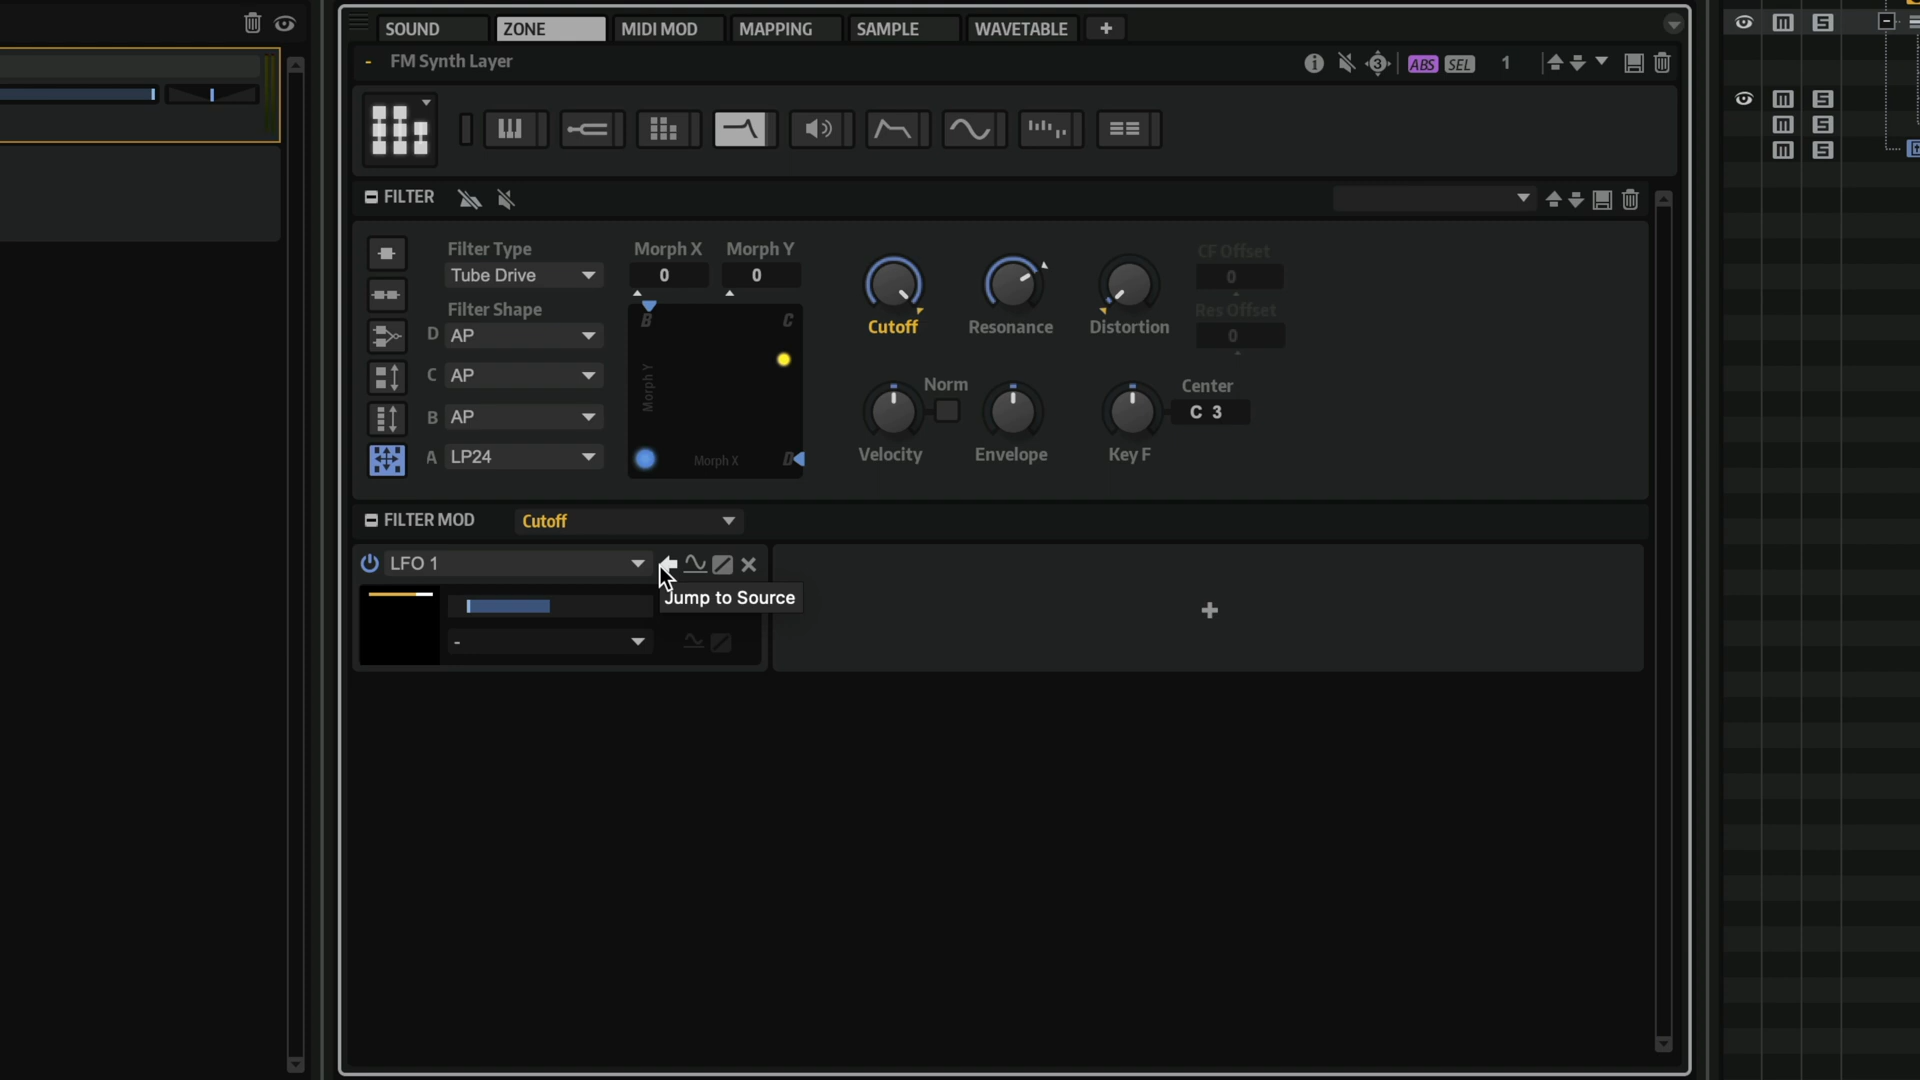 SOUND ZONE MIDI MOD MAPPING SAMPLE WAVETABLE +
- FM Synth Layer 3 ABS SEL 1
M S
FILTER
M S
M S
M S
Filter Type Morph X Morph Y CF Offset
Tube Drive 0 0 0
Filter Shape Res Offset
D AP B C Cutoff Resonance Distortion 0
C AP Morph Y Norm Center
B AP C 3
A LP24 Morph X D Velocity Envelope Key F
FILTER MOD Cutoff
LFO 1
Jump to Source
-